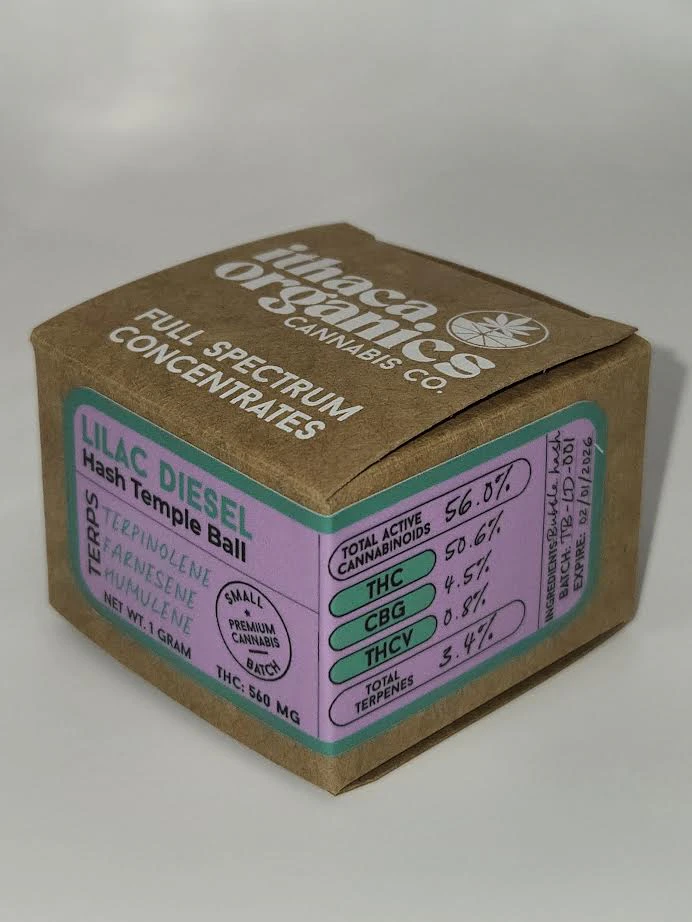 ithaca
organics
CANNABIS CO.
FULL SPECTRUM
CONCENTRATES
LILAC DIESEL
Hash Temple Ball
TERPS
TERPINOLENE
FARNESENE
HUMULENE
NET WT. 1 GRAM
SMALL
PREMIUM
CANNABIS
BATCH
THC: 560 MG
TOTAL ACTIVE
CANNABINOIDS 56.0%
THC 50.6%
CBG 4.5%
THCV 0.8%
TOTAL
TERPENES 3.4%
INGREDIENTS: Bubble hash
BATCH: TB-LD-001
EXPIRE: 02/01/2026